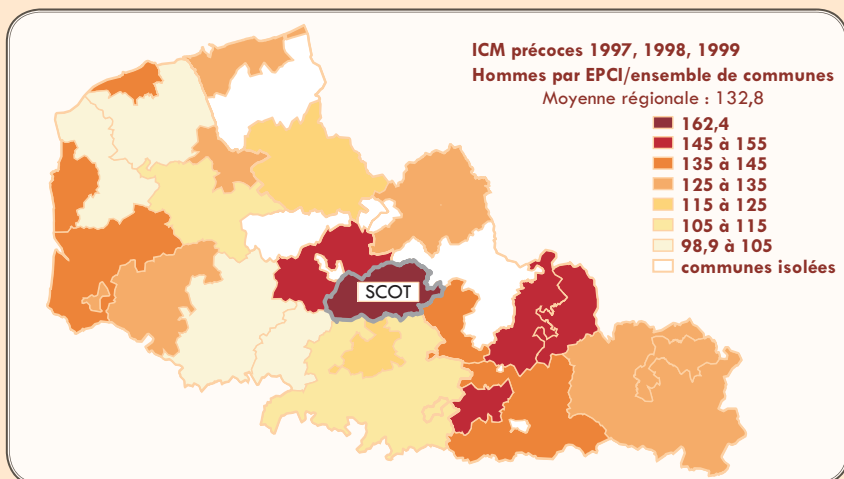 ICM précoces 1997, 1998, 1999
Hommes par EPCI/ensemble de communes
Moyenne régionale : 132,8
162,4
145 à 155
135 à 145
125 à 135
115 à 125
105 à 115
98,9 à 105
communes isolées
SCOT